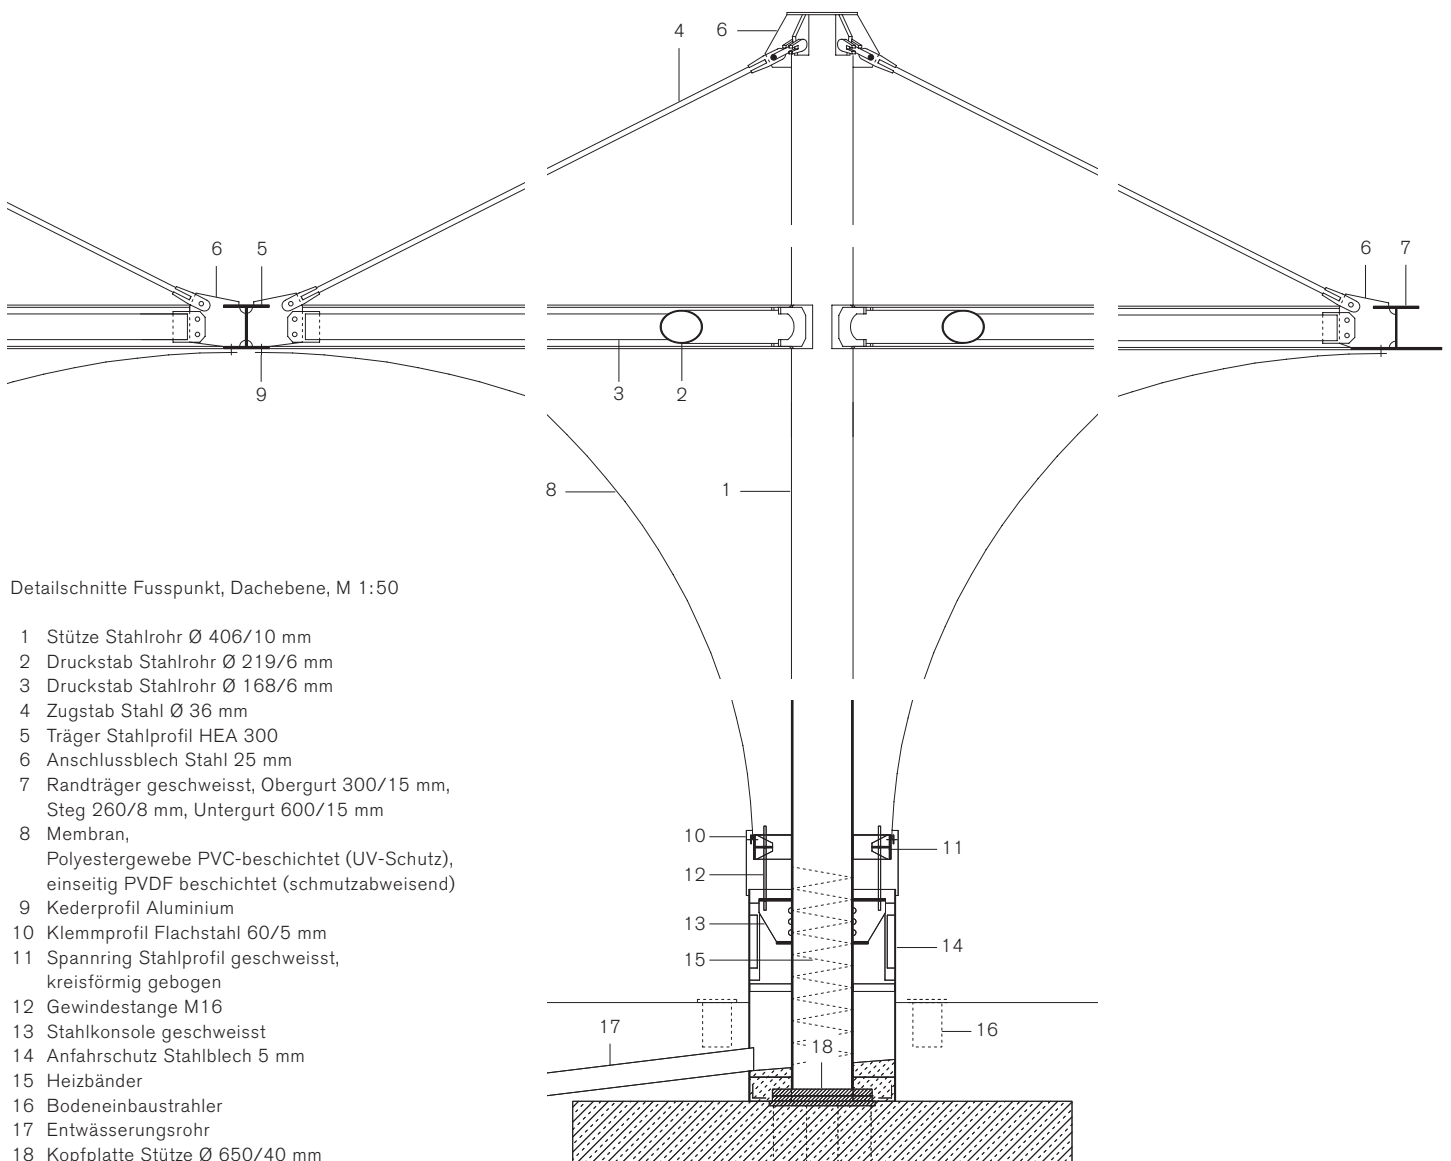 4
6
6
5
6
7
9
3
2
8
1
Detailschnitte Fusspunkt, Dachebene, M 1:50
1 Stütze Stahlrohr Ø 406/10 mm
2 Druckstab Stahlrohr Ø 219/6 mm
3 Druckstab Stahlrohr Ø 168/6 mm
4 Zugstab Stahl Ø 36 mm
5 Träger Stahlprofil HEA 300
6 Anschlussblech Stahl 25 mm
7 Randträger geschweisst, Obergurt 300/15 mm,
Steg 260/8 mm, Untergurt 600/15 mm
8 Membran,
Polyestergewebe PVC-beschichtet (UV-Schutz),
einseitig PVDF beschichtet (schmutzabweisend)
9 Kederprofil Aluminium
10 Klemmprofil Flachstahl 60/5 mm
11 Spannring Stahlprofil geschweisst,
kreisförmig gebogen
12 Gewindestange M16
13 Stahlkonsole geschweisst
14 Anfahrschutz Stahlblech 5 mm
15 Heizbänder
16 Bodeneinbaustrahler
17 Entwässerungsrohr
18 Kopfplatte Stütze Ø 650/40 mm
10
11
12
13
14
15
17
16
18